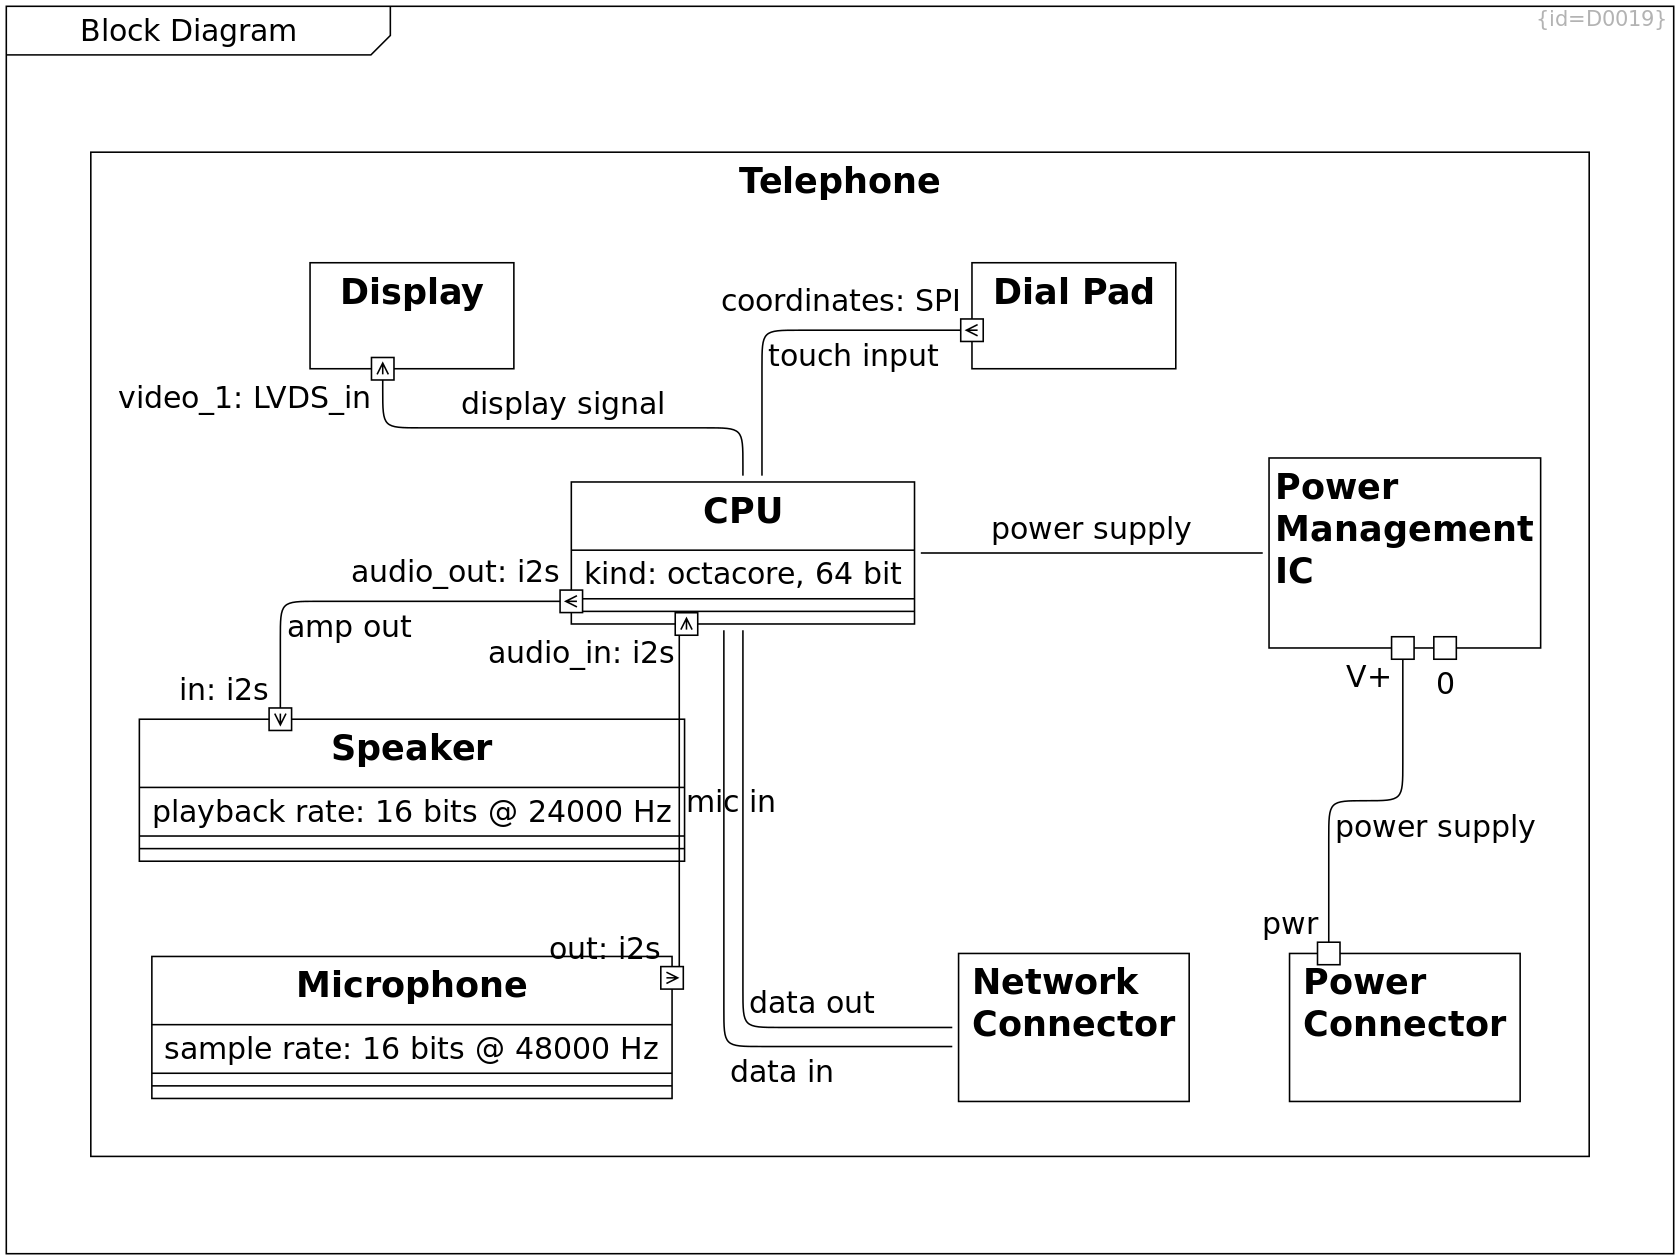 Block Diagram
{id=D0019}
Telephone
Display
Dial Pad
coordinates: SPI
touch input
video_1: LVDS_in
display signal
CPU
kind: octacore, 64 bit
power supply
Power
Management
IC
audio_out: i2s
amp out
audio_in: i2s
in: i2s
V+
0
Speaker
playback rate: 16 bits @ 24000 Hz
mic in
power supply
out: i2s
pwr
Microphone
sample rate: 16 bits @ 48000 Hz
data out
data in
Network
Connector
Power
Connector